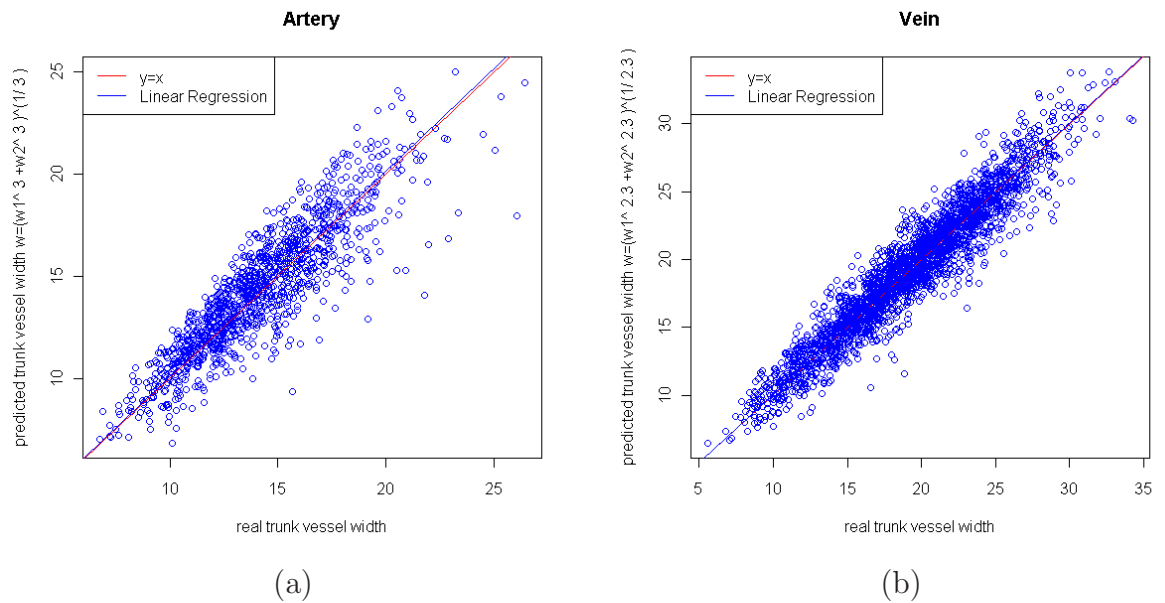 Artery
predicted trunk vessel width w=(w1^ 3 +w2^ 3 )^(1/ 3 )
25
20
15
10
y=x
Linear Regression
10 15 20 25
real trunk vessel width
(a)
Vein
predicted trunk vessel width w=(w1^ 2.3 +w2^ 2.3 )^(1/ 2.3 )
30
25
20
15
10
y=x
Linear Regression
5 10 15 20 25 30 35
real trunk vessel width
(b)